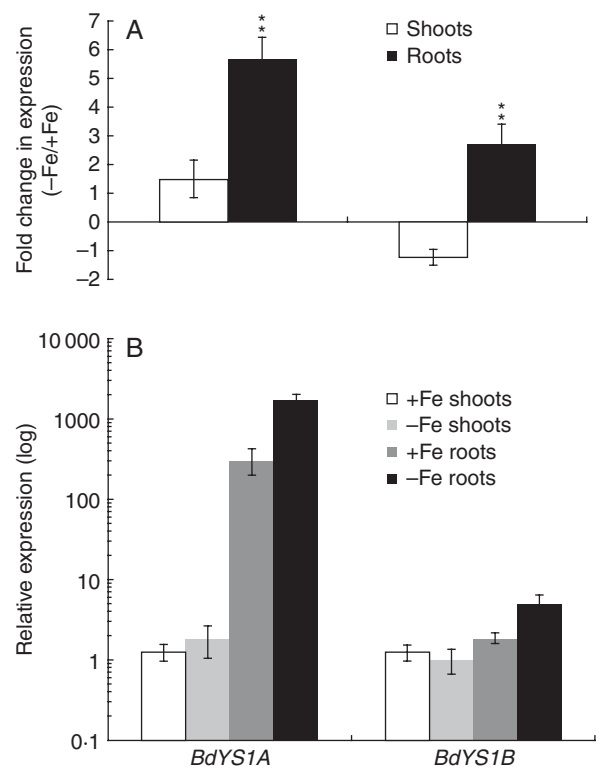 A
7
6
5
4
3
2
1
0
–1
–2
Fold change in expression
(–Fe/+Fe)
**
**
Shoots
Roots
B
10 000
1000
100
10
1
0·1
Relative expression (log)
+Fe shoots
–Fe shoots
+Fe roots
–Fe roots
BdYS1A
BdYS1B